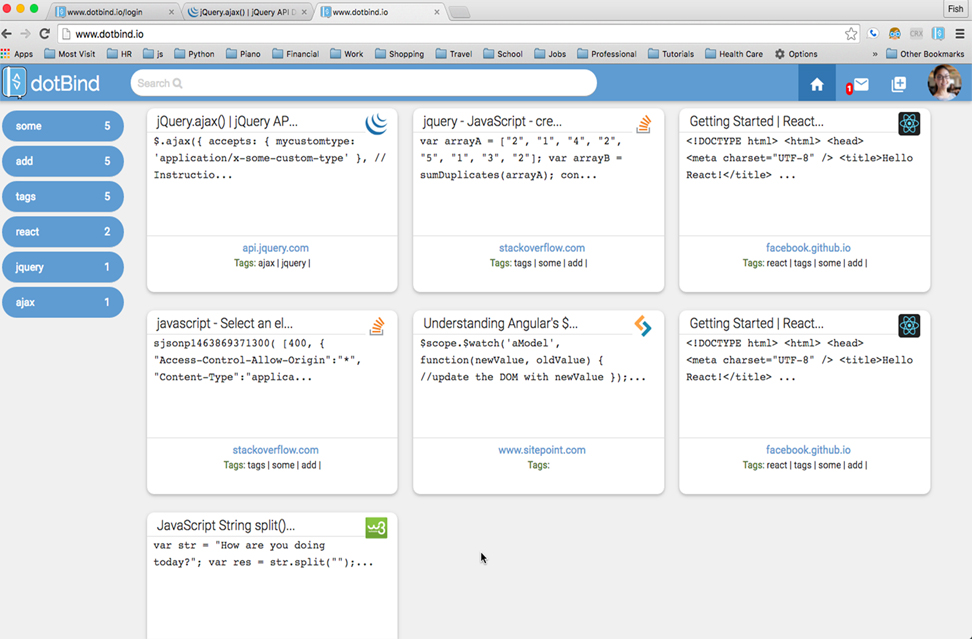 www.dotbind.io/login
jQuery.ajax() | jQuery API D
www.dotbind.io
Fish
www.dotbind.io
CRX
Apps Most Visit HR js Python Piano Financial Work Shopping Travel School Jobs Professional Tutorials Health Care Options » Other Bookmarks
dotBind
Search
1
some 5
add 5
tags 5
react 2
jquery 1
ajax 1
jQuery.ajax() | jQuery AP...
$.ajax({ accepts: { mycustomtype:
'application/x-some-custom-type' }, //
Instructio...
api.jquery.com
Tags: ajax | jquery |
jquery - JavaScript - cre...
var arrayA = ["2", "1", "4", "2",
"5", "1", "3", "2"]; var arrayB =
sumDuplicates(arrayA); con...
stackoverflow.com
Tags: tags | some | add |
Getting Started | React...
<!DOCTYPE html> <html> <head>
<meta charset="UTF-8" /> <title>Hello
React!</title> ...
facebook.github.io
Tags: react | tags | some | add |
javascript - Select an el...
sjsonp1463869371300( [400, {
"Access-Control-Allow-Origin":"*",
"Content-Type":"applica...
stackoverflow.com
Tags: tags | some | add |
Understanding Angular's $...
$scope.$watch('aModel',
function(newValue, oldValue) {
//update the DOM with newValue });...
www.sitepoint.com
Tags:
Getting Started | React...
<!DOCTYPE html> <html> <head>
<meta charset="UTF-8" /> <title>Hello
React!</title> ...
facebook.github.io
Tags: react | tags | some | add |
JavaScript String split()...
w3
var str = "How are you doing
today?"; var res = str.split("");...